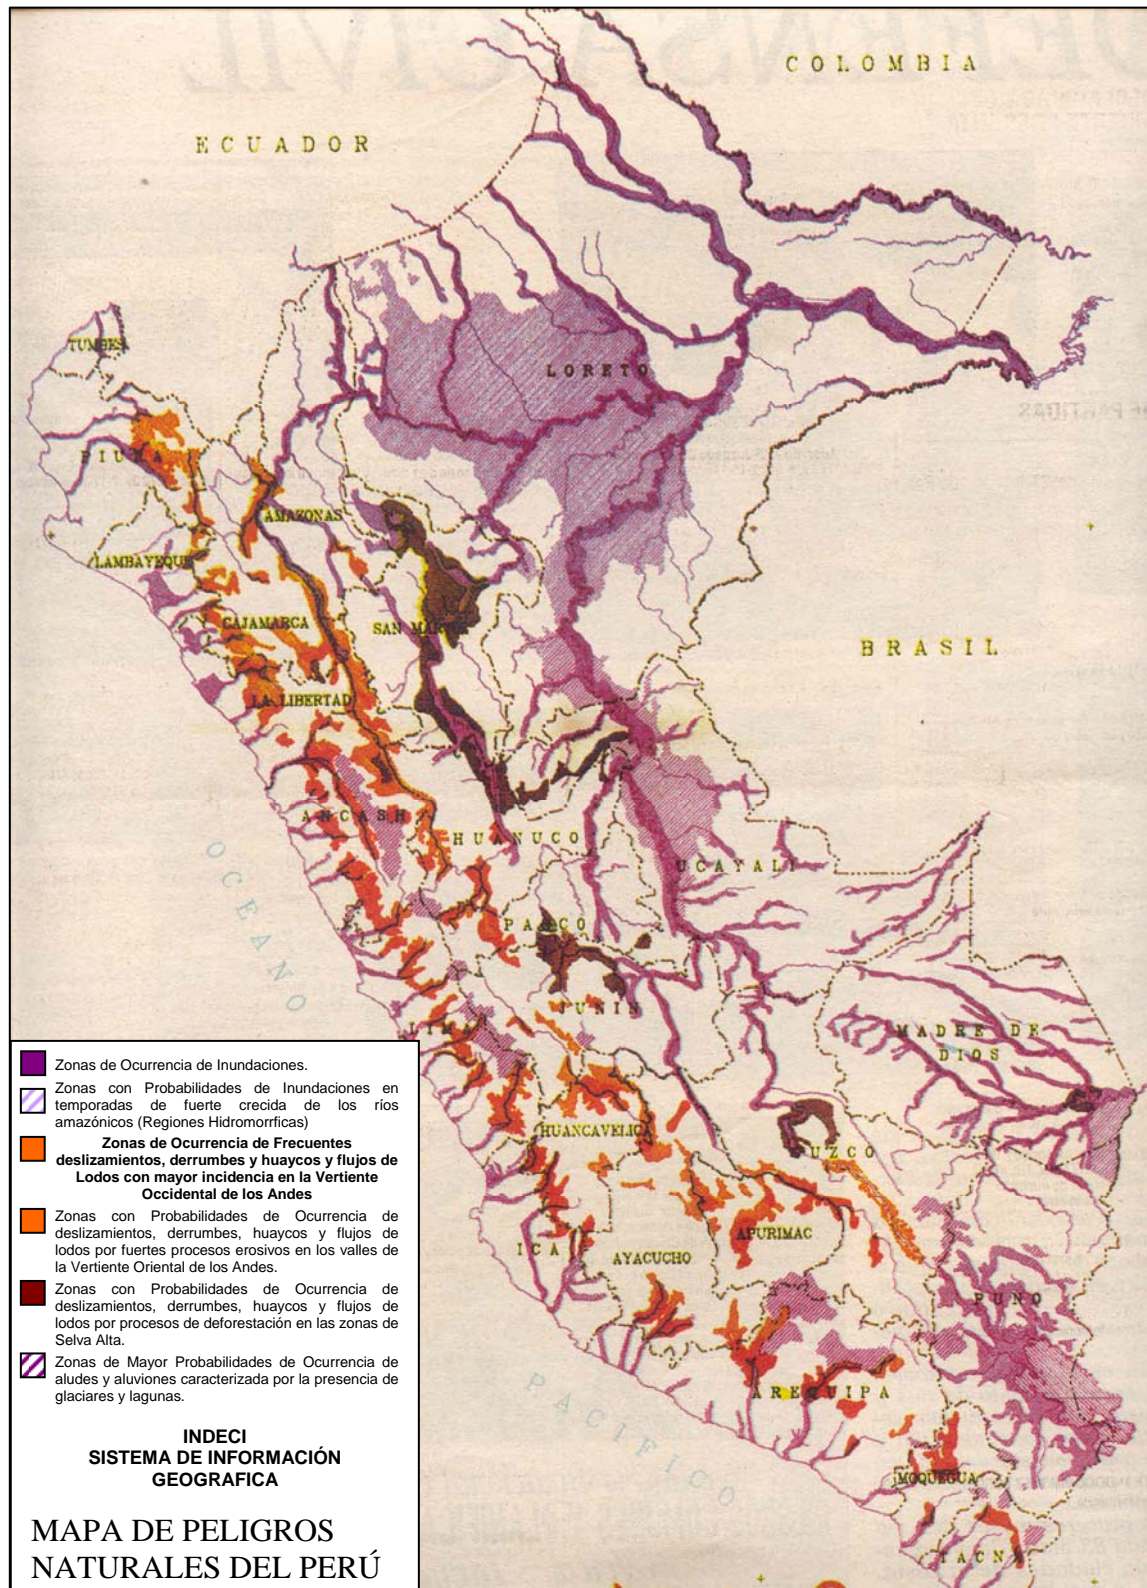 COLOMBIA
ECUADOR
TUMBES
LORETO
PIURA
AMAZONAS
LAMBAYEQUE
CAJAMARCA
SAN MAR
BRASIL
LA LIBERTAD
ANCASH
HUANUCO
UCAYALI
OCEANO
PASCO
JUNIN
LIMA
MADRE DE
DIOS
HUANCAVELICA
UZCO
ICA
APURIMAC
AYACUCHO
PUNO
PACIFICO
AREQUIPA
MOQUEGUA
TACNA
Zonas de Ocurrencia de Inundaciones.
Zonas con Probabilidades de Inundaciones en
temporadas de fuerte crecida de los ríos
amazónicos (Regiones Hidromorrficas)
Zonas de Ocurrencia de Frecuentes
deslizamientos, derrumbes y huaycos y flujos de
Lodos con mayor incidencia en la Vertiente
Occidental de los Andes
Zonas con Probabilidades de Ocurrencia de
deslizamientos, derrumbes, huaycos y flujos de
lodos por fuertes procesos erosivos en los valles de
la Vertiente Oriental de los Andes.
Zonas con Probabilidades de Ocurrencia de
deslizamientos, derrumbes, huaycos y flujos de
lodos por procesos de deforestación en las zonas de
Selva Alta.
Zonas de Mayor Probabilidades de Ocurrencia de
aludes y aluviones caracterizada por la presencia de
glaciares y lagunas.
INDECI
SISTEMA DE INFORMACIÓN
GEOGRAFICA
MAPA DE PELIGROS
NATURALES DEL PERÚ